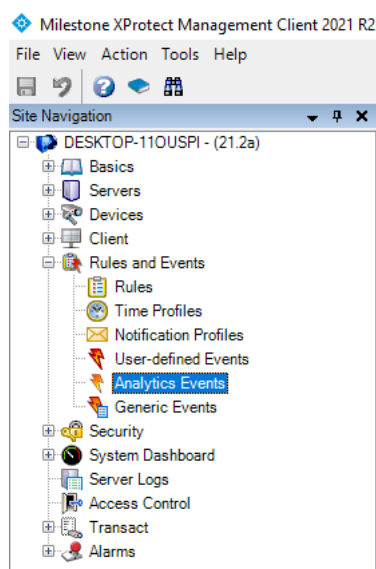 Milestone XProtect Management Client 2021 R2
File View Action Tools Help
Site Navigation
DESKTOP-11OUSPI - (21.2a)
Basics
Servers
Devices
Client
Rules and Events
Rules
Time Profiles
Notification Profiles
User-defined Events
Analytics Events
Generic Events
Security
System Dashboard
Server Logs
Access Control
Transact
Alarms